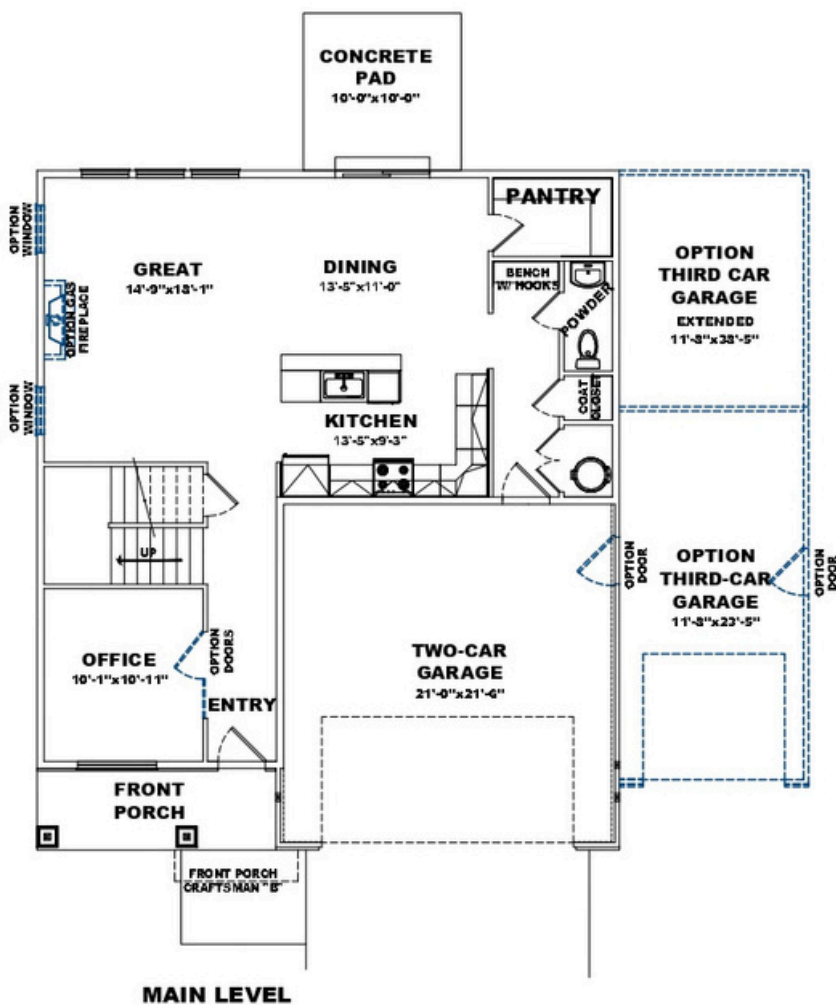 CONCRETE
PAD
10'-0"x10'-0"
PANTRY
OPTION
WINDOW
GREAT
14'-9"x18'-1"
DINING
13'-5"x11'-0"
BENCH
W/ HOOKS
POWDER
OPTION
THIRD CAR
GARAGE
EXTENDED
11'-8"x38'-5"
OPTION GAS
FIREPLACE
OPTION
WINDOW
KITCHEN
13'-5"x9'-3"
COAT
CLOSET
UP
OPTION
DOOR
OPTION
THIRD-CAR
GARAGE
11'-8"x23'-5"
OPTION
DOOR
OFFICE
10'-1"x10'-11"
OPTION
DOORS
TWO-CAR
GARAGE
21'-0"x21'-6"
ENTRY
FRONT
PORCH
FRONT PORCH
CRAFTSMAN "B"
MAIN LEVEL